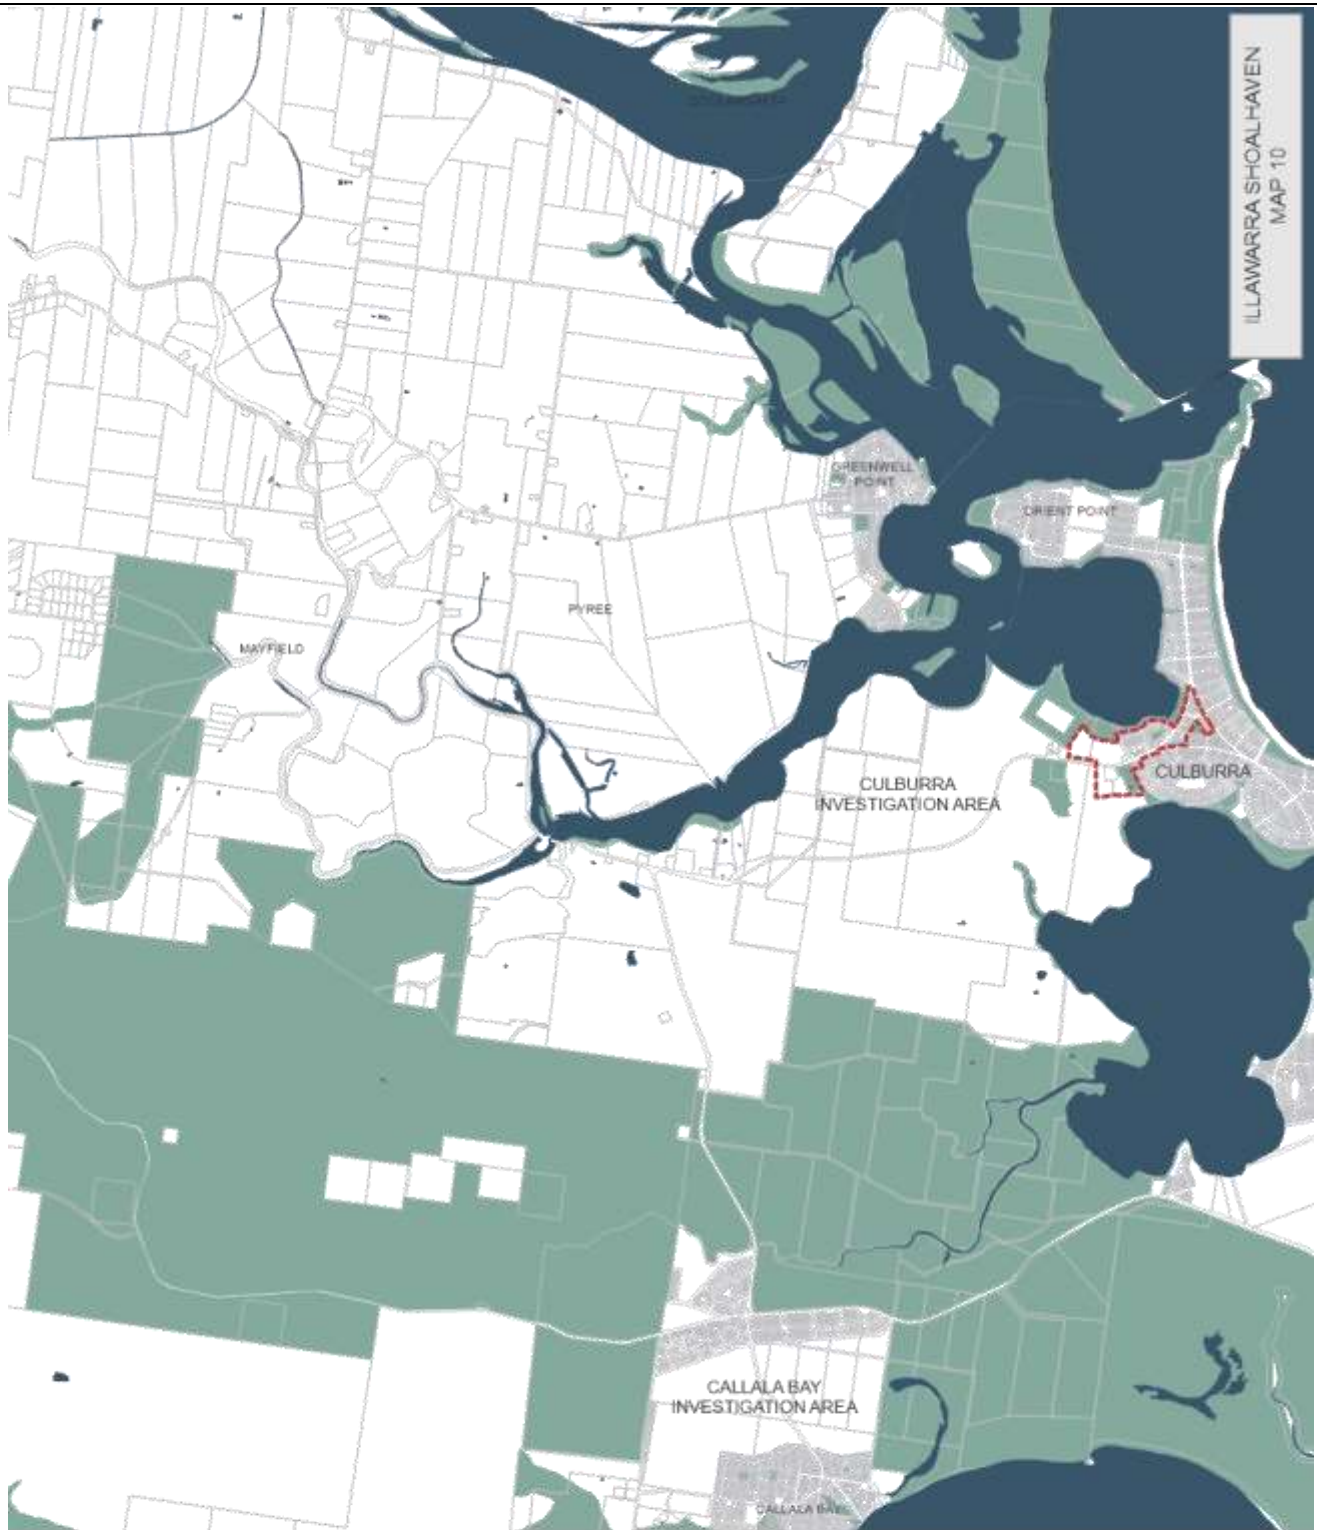 ILLAWARRA SHOALHAVEN
MAP 10
GREENWELL
POINT
ORIENT POINT
PYREE
MAYFIELD
CULBURRA
CULBURRA
INVESTIGATION AREA
CALLALA BAY
INVESTIGATION AREA
CALLALA BAY